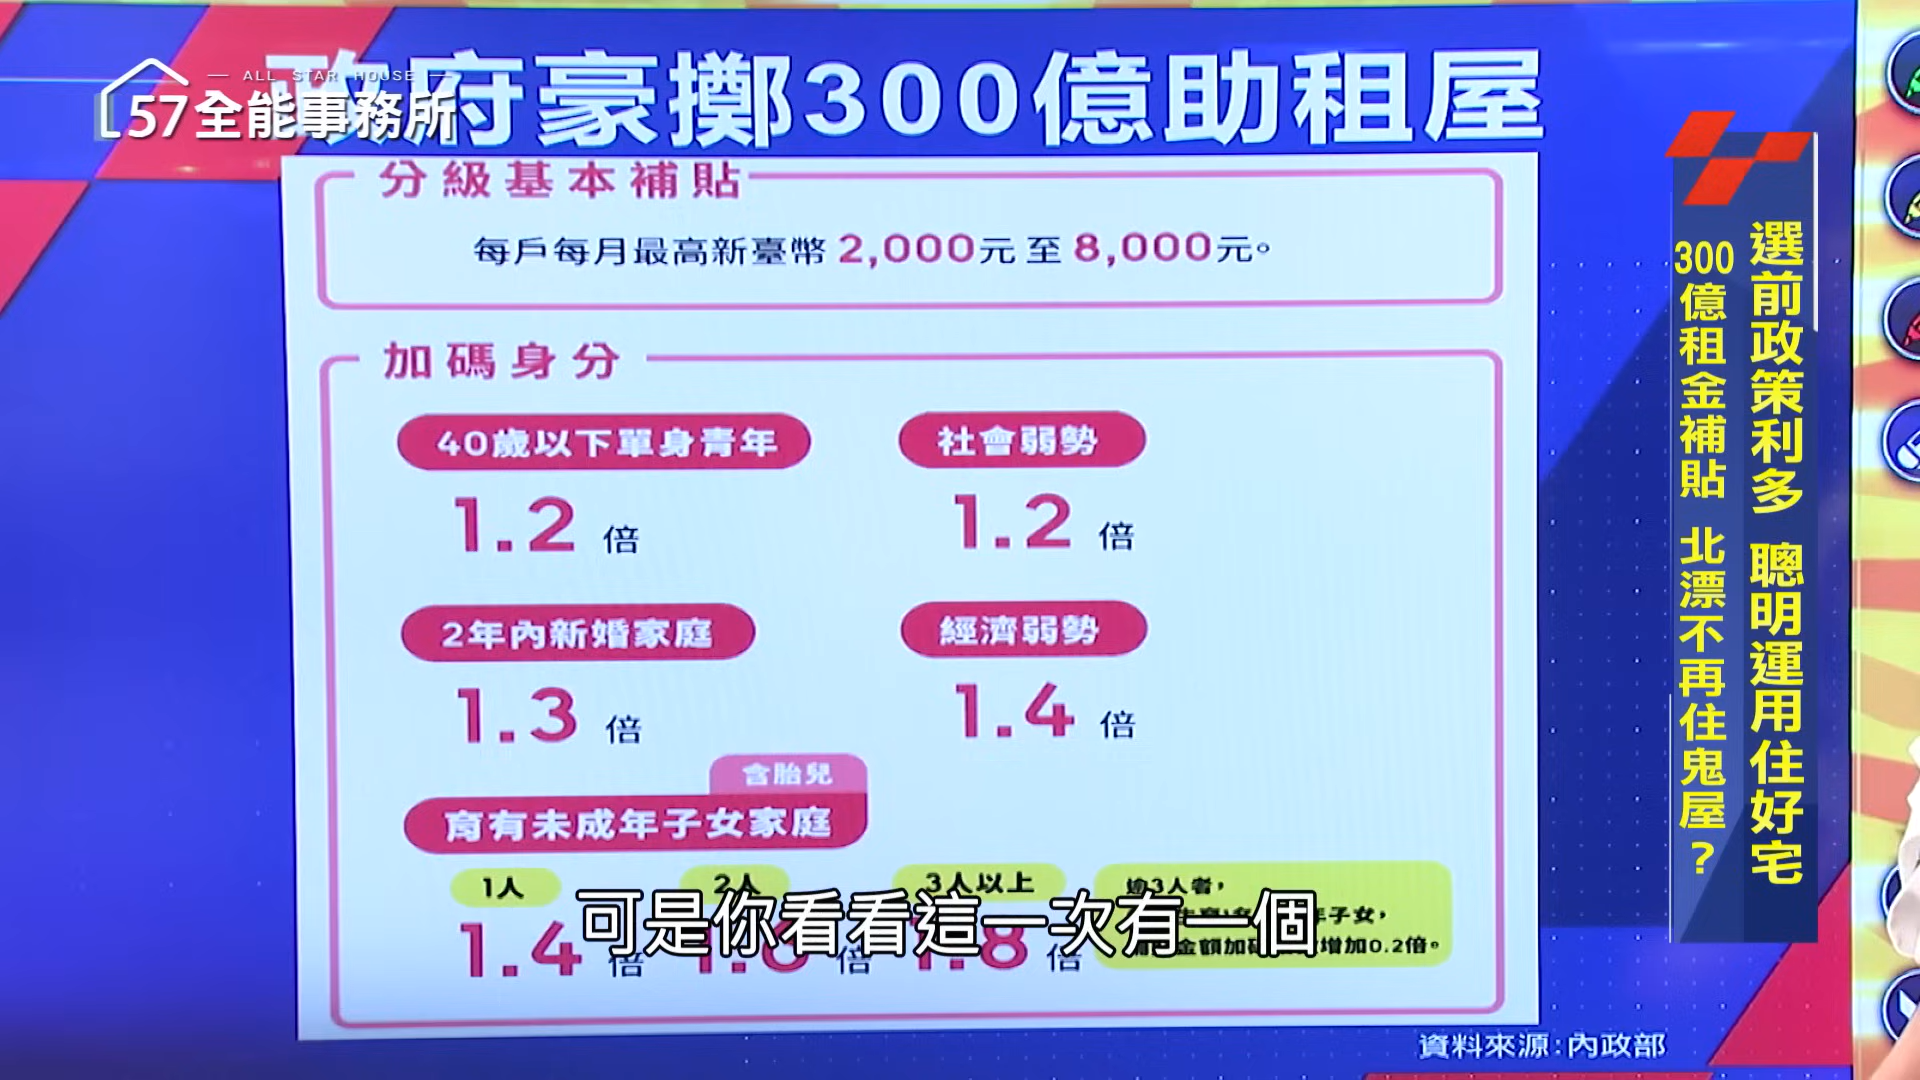 ALL STAR HOUSE
57全能事務所
政府豪擲300億助租屋
分級基本補貼
每戶每月最高新臺幣 2,000元 至 8,000元。
加碼身分
40歲以下單身青年
1.2 倍
社會弱勢
1.2 倍
2年內新婚家庭
1.3 倍
經濟弱勢
1.4 倍
含胎兒
育有未成年子女家庭
1人
1.4 倍
2人
1.6 倍
3人以上
1.8 倍
逾3人者，
年子女，
金額加碼 增加0.2倍。
可是你看看這一次有一個
資料來源:內政部
選前政策利多 聰明運用住好宅
300億租金補貼 北漂不再住鬼屋？